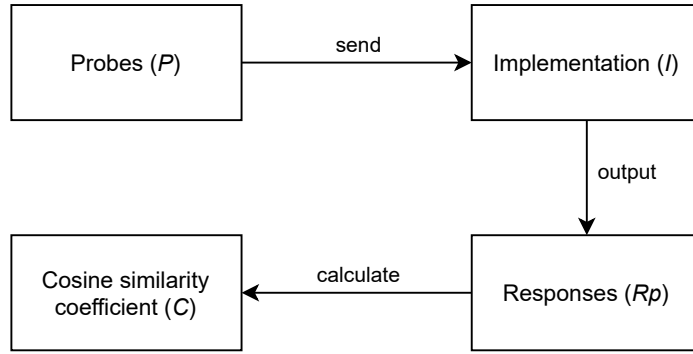 Probes (P)
send
Implementation (I)
output
Cosine similarity
coefficient (C)
calculate
Responses (Rp)